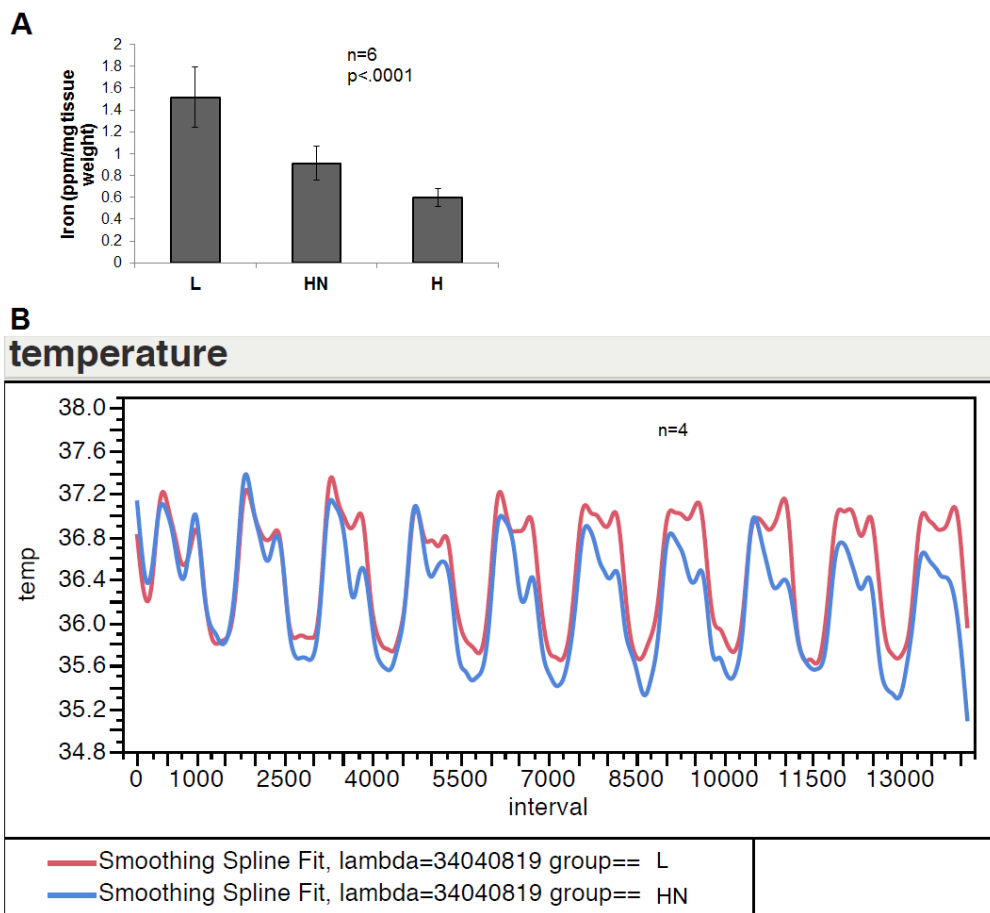 A
Iron (ppm/mg tissue
weight)
2
1.8
1.6
1.4
1.2
1
0.8
0.6
0.4
0.2
0
n=6
p<.0001
L HN H
B
temperature
temp
38.0
37.6
37.2
36.8
36.4
36.0
35.6
35.2
34.8
n=4
0 1000 2500 4000 5500 7000 8500 10000 11500 13000
interval
Smoothing Spline Fit, lambda=34040819 group== L
Smoothing Spline Fit, lambda=34040819 group== HN